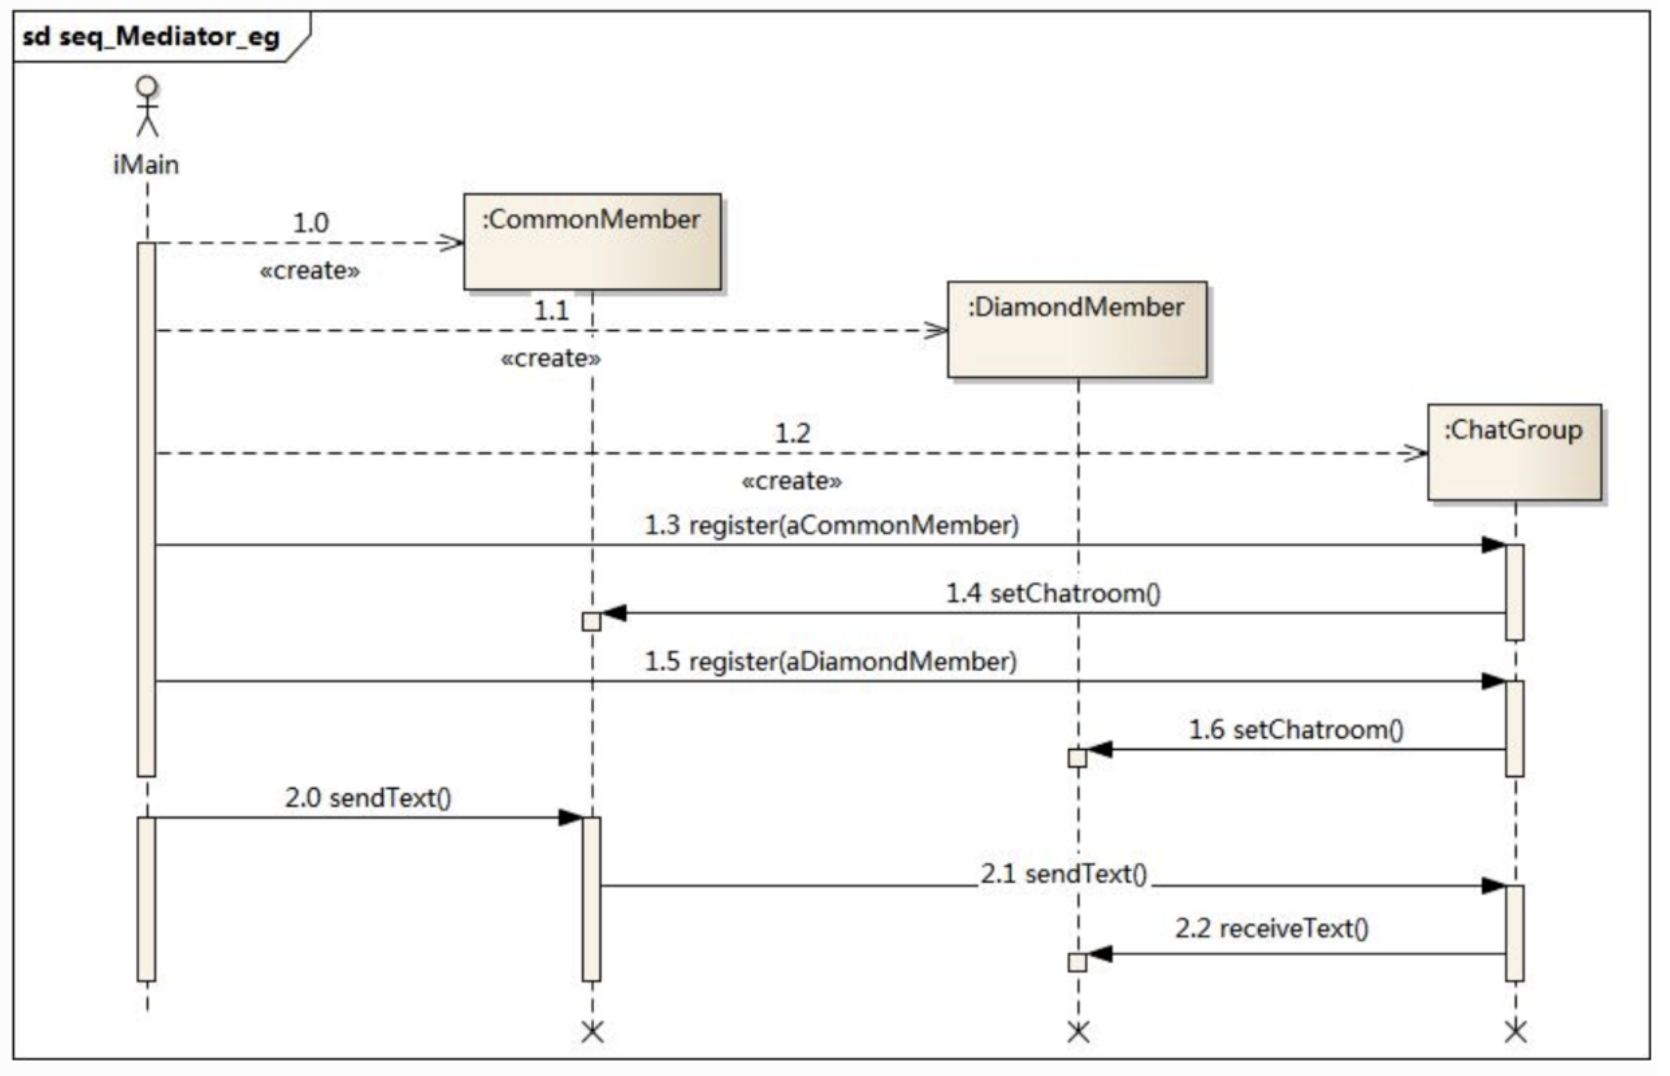 sd seq_Mediator_eg
iMain
:CommonMember
1.0
«create»
:DiamondMember
1.1
«create»
:ChatGroup
1.2
«create»
1.3 register(aCommonMember)
1.4 setChatroom()
1.5 register(aDiamondMember)
1.6 setChatroom()
2.0 sendText()
2.1 sendText()
2.2 receiveText()